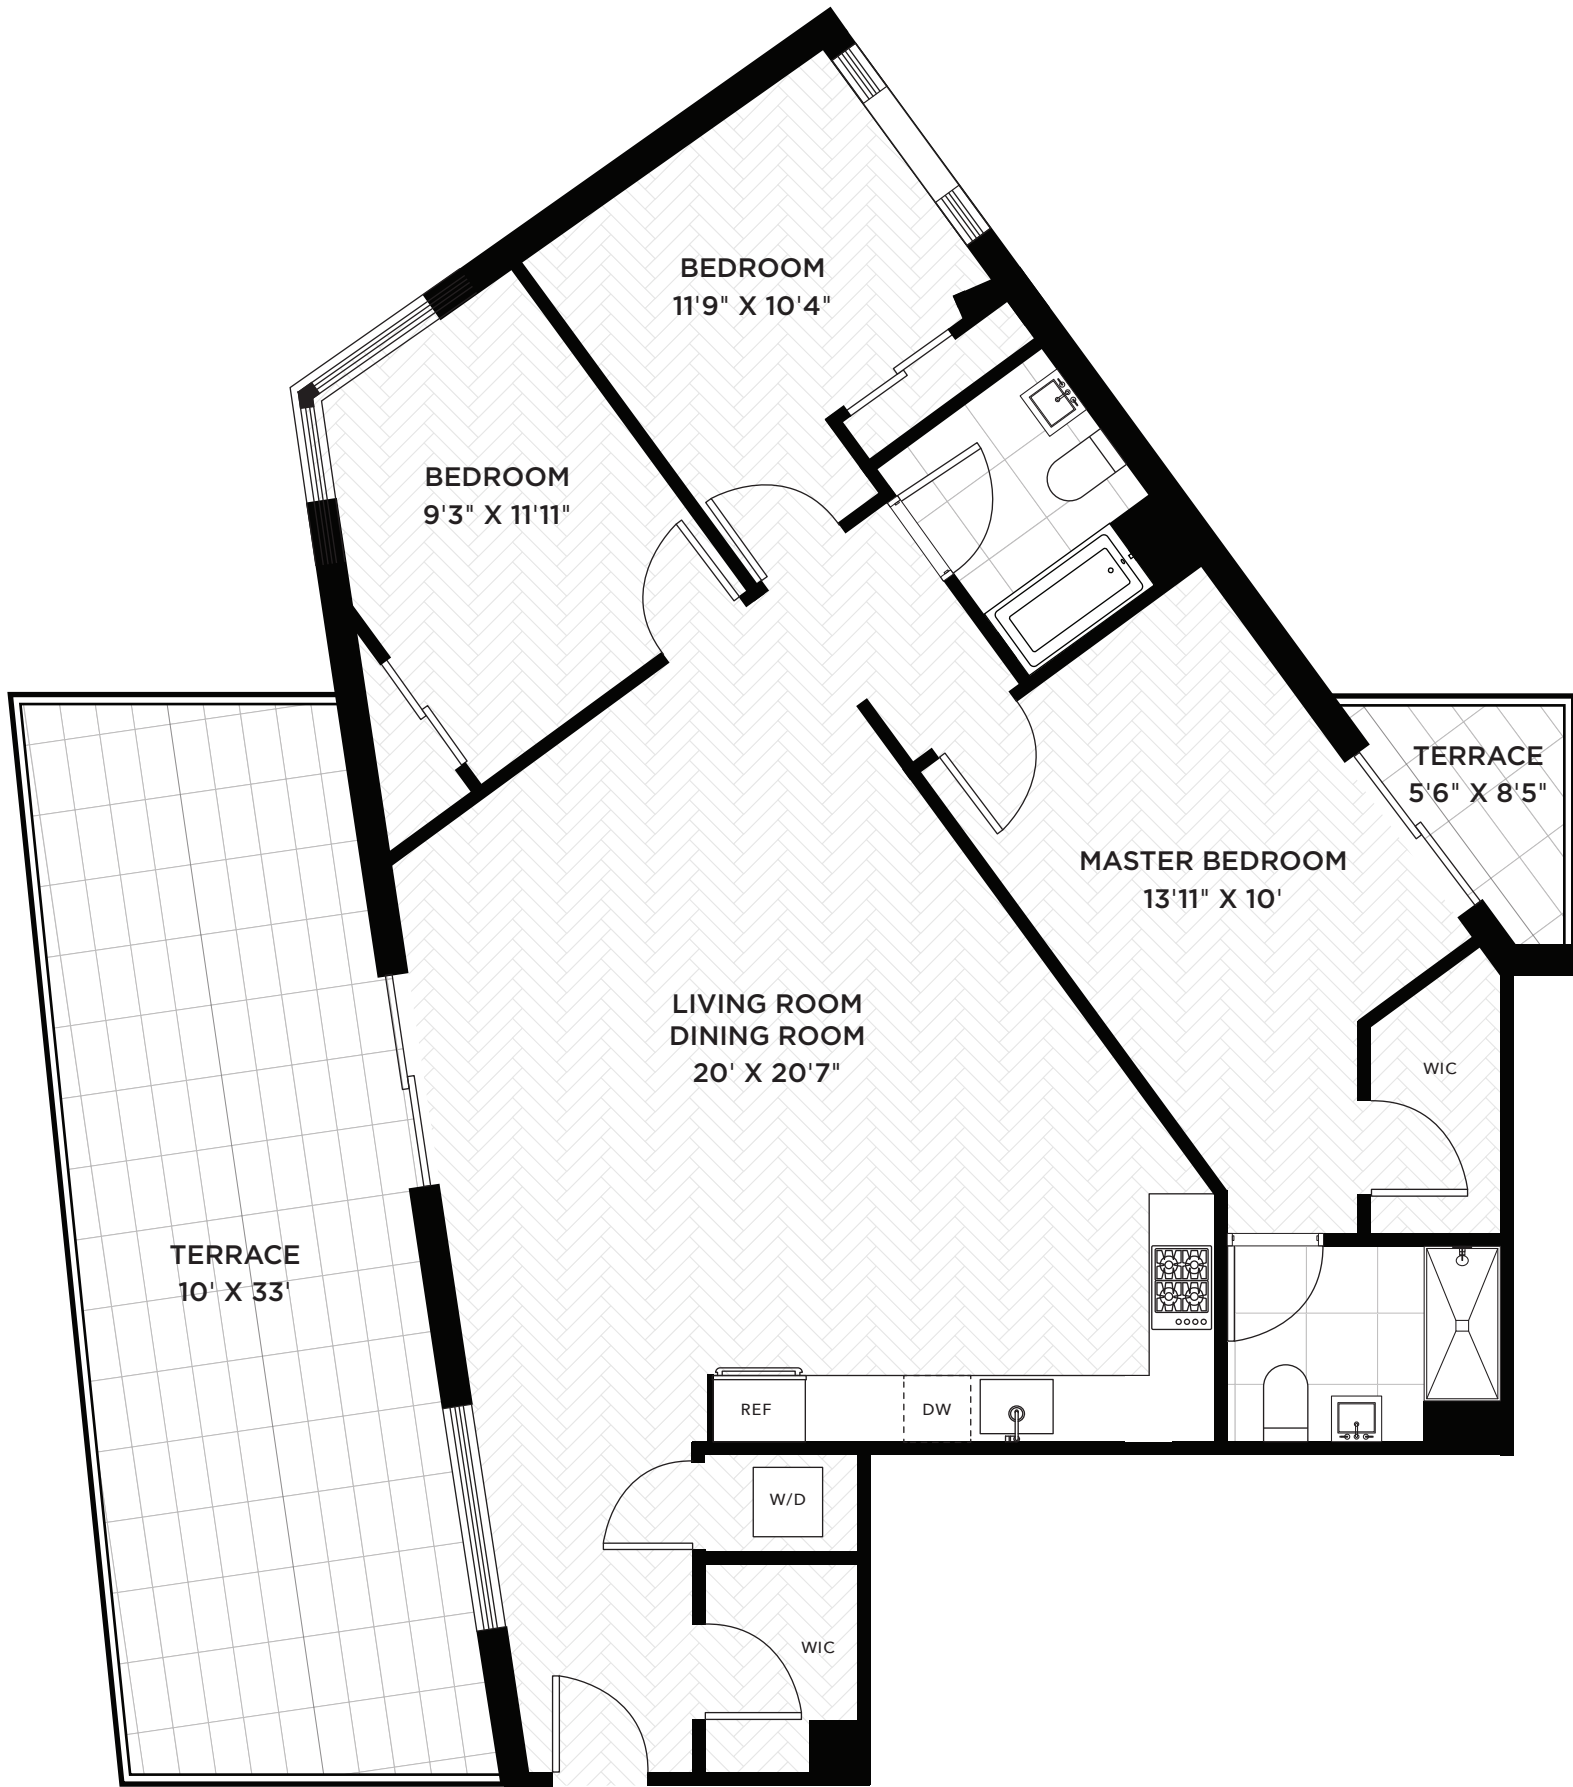 BEDROOM
11'9" X 10'4"
BEDROOM
9'3" X 11'11"
TERRACE
5'6" X 8'5"
MASTER BEDROOM
13'11" X 10'
LIVING ROOM
DINING ROOM
20' X 20'7"
WIC
TERRACE
10' X 33'
REF
DW
W/D
WIC